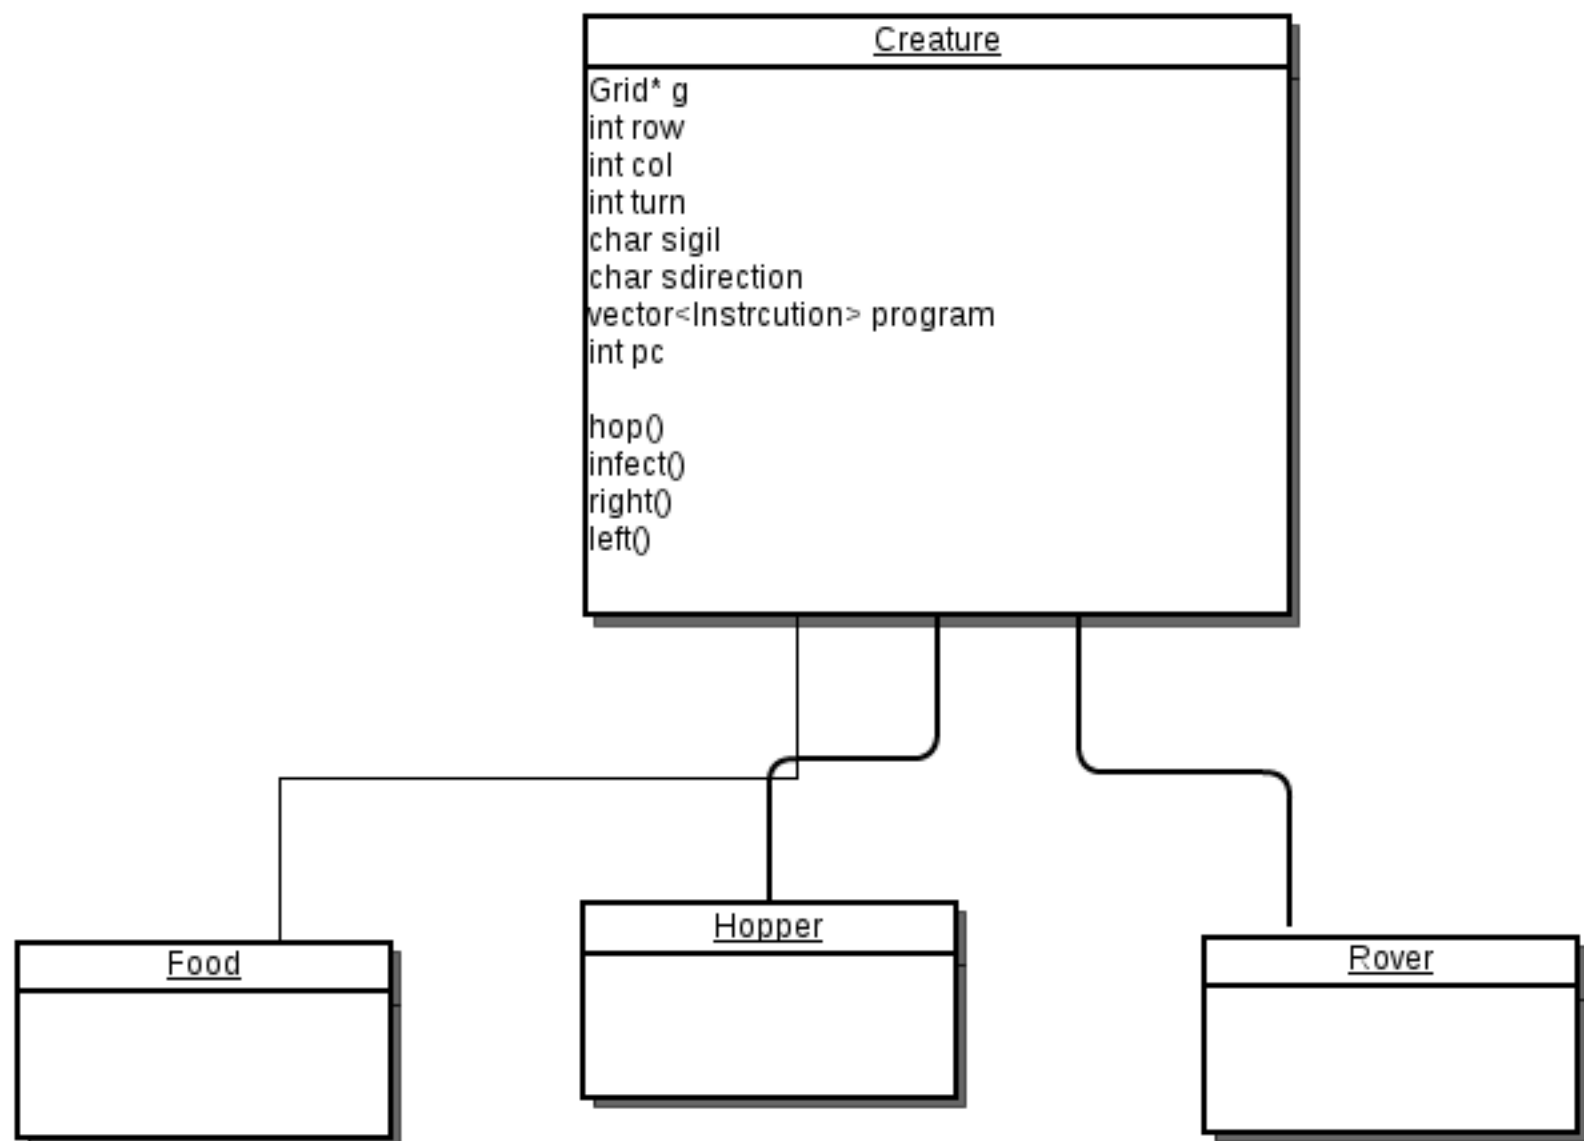 Creature
Grid* g
int row
int col
int turn
char sigil
char sdirection
vector<Instrcution> program
int pc
hop()
infect()
right()
left()
Food
Hopper
Rover